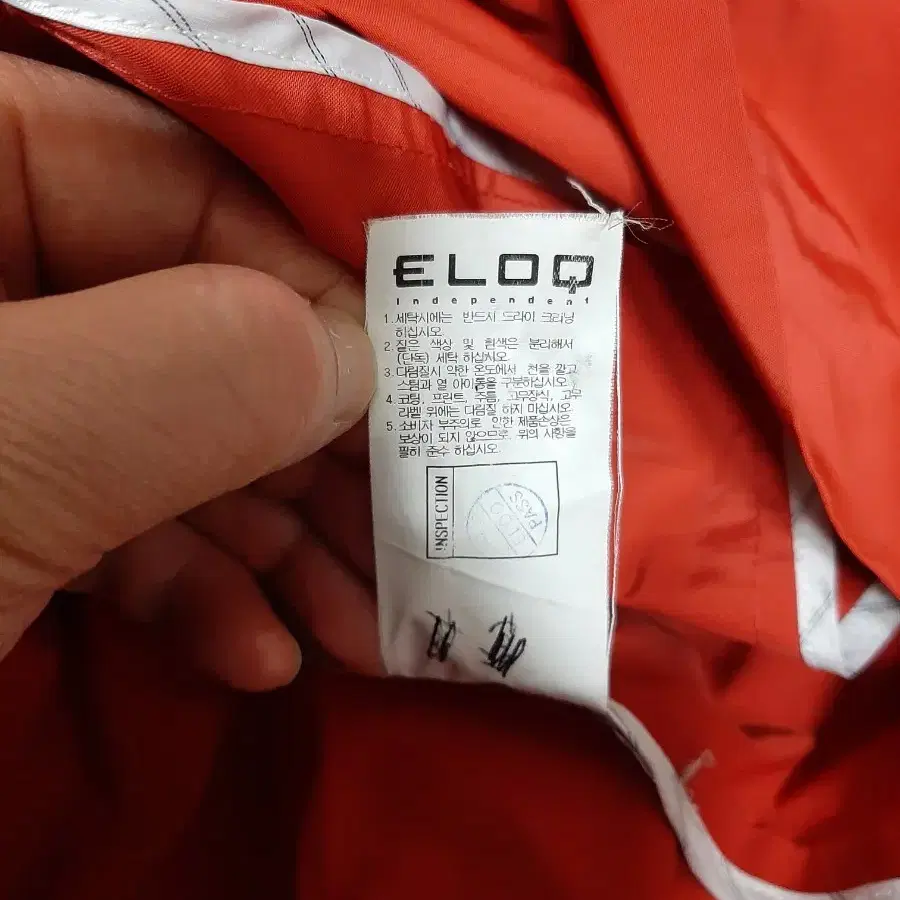 ELOQ
Independent
1. 세탁시에는 반드시 드라이 크리닝
하십시오.
2. 짙은 색상 및 흰색은 분리해서
(단독) 세탁 하십시오.
3. 다림질시 약한 온도에서 천을 깔고
스팀과 열 아이롱을 구분하십시오.
4. 코팅, 프린트, 주름, 고무장식, 고무
라벨 위에는 다림질 하지 마십시오.
5. 소비자 부주의로 인한 제품손상은
보상이 되지 않으므로, 위의 사항을
필히 준수 하십시오.
INSPECTION
PASS